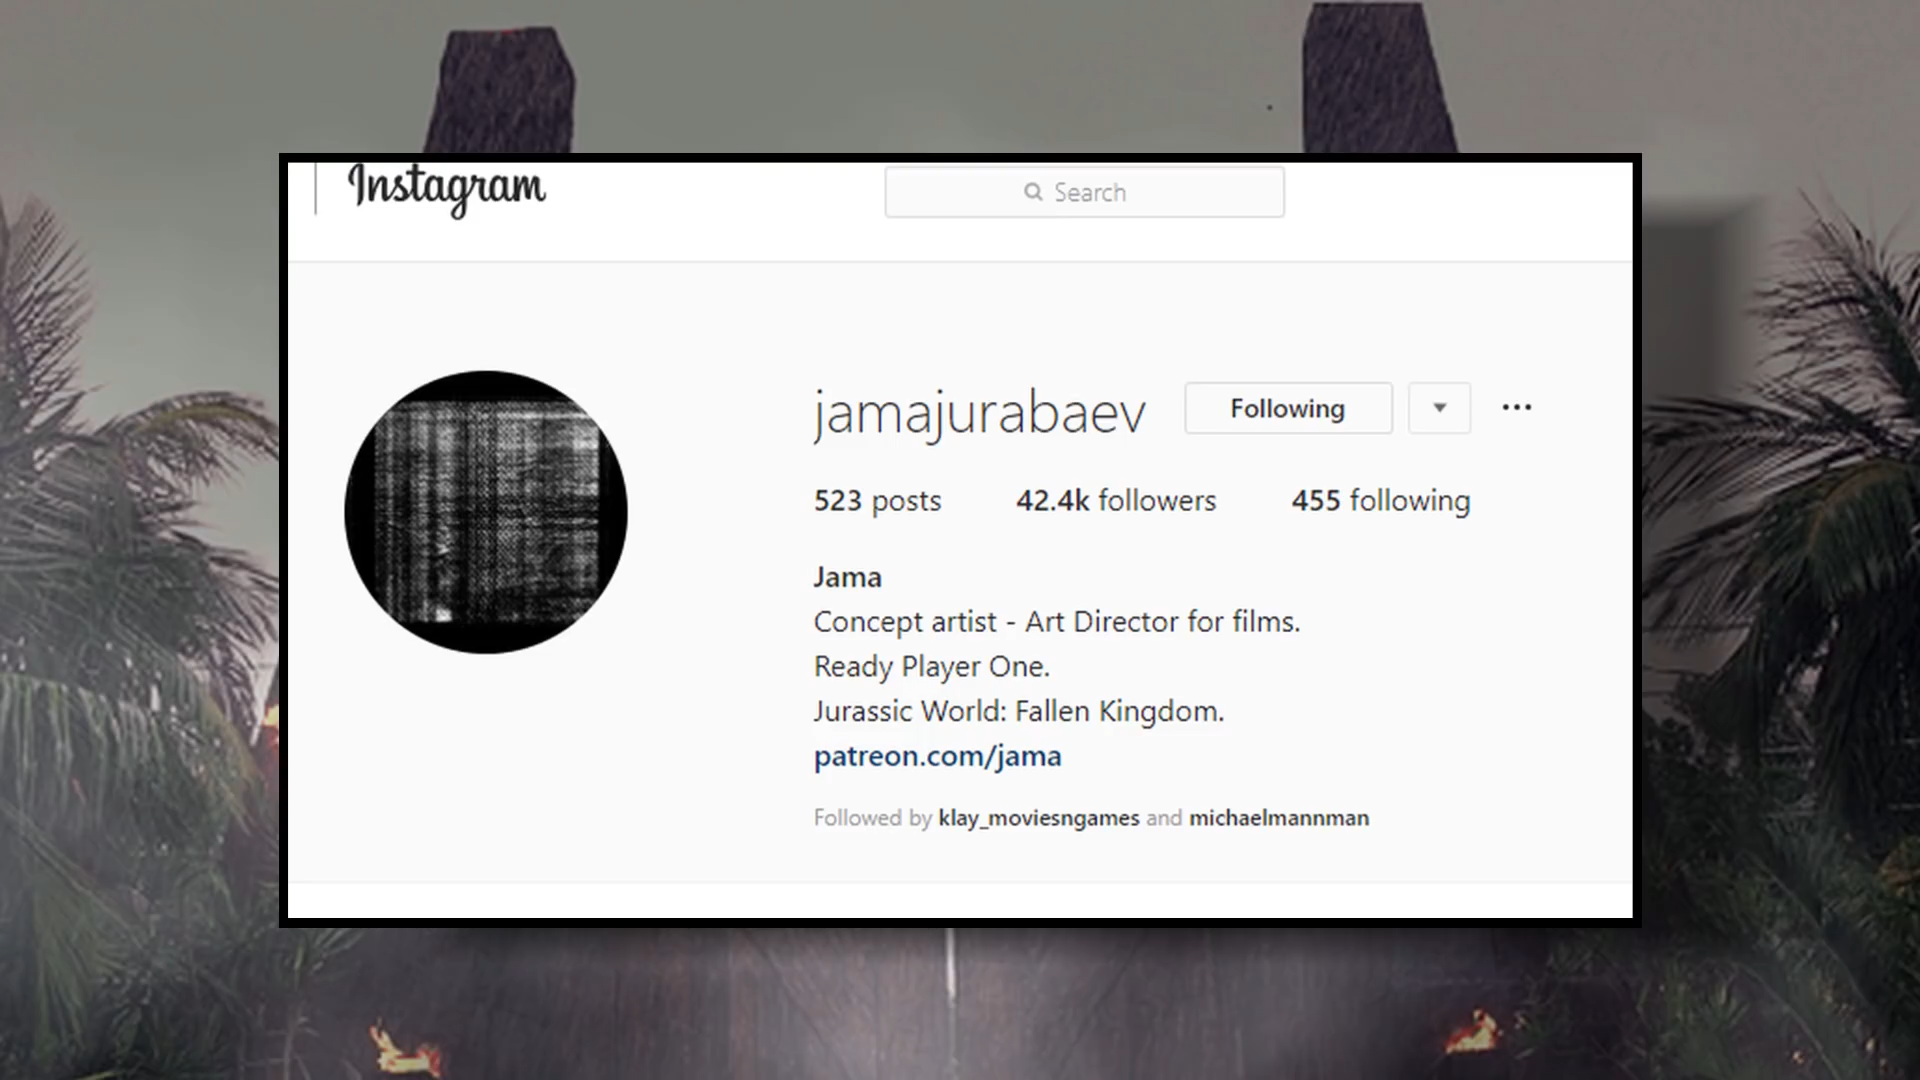 Instagram
Search
jamajurabaev
Following
523 posts 42.4k followers 455 following
Jama
Concept artist - Art Director for films.
Ready Player One.
Jurassic World: Fallen Kingdom.
patreon.com/jama
Followed by klay_moviesngames and michaelmannman